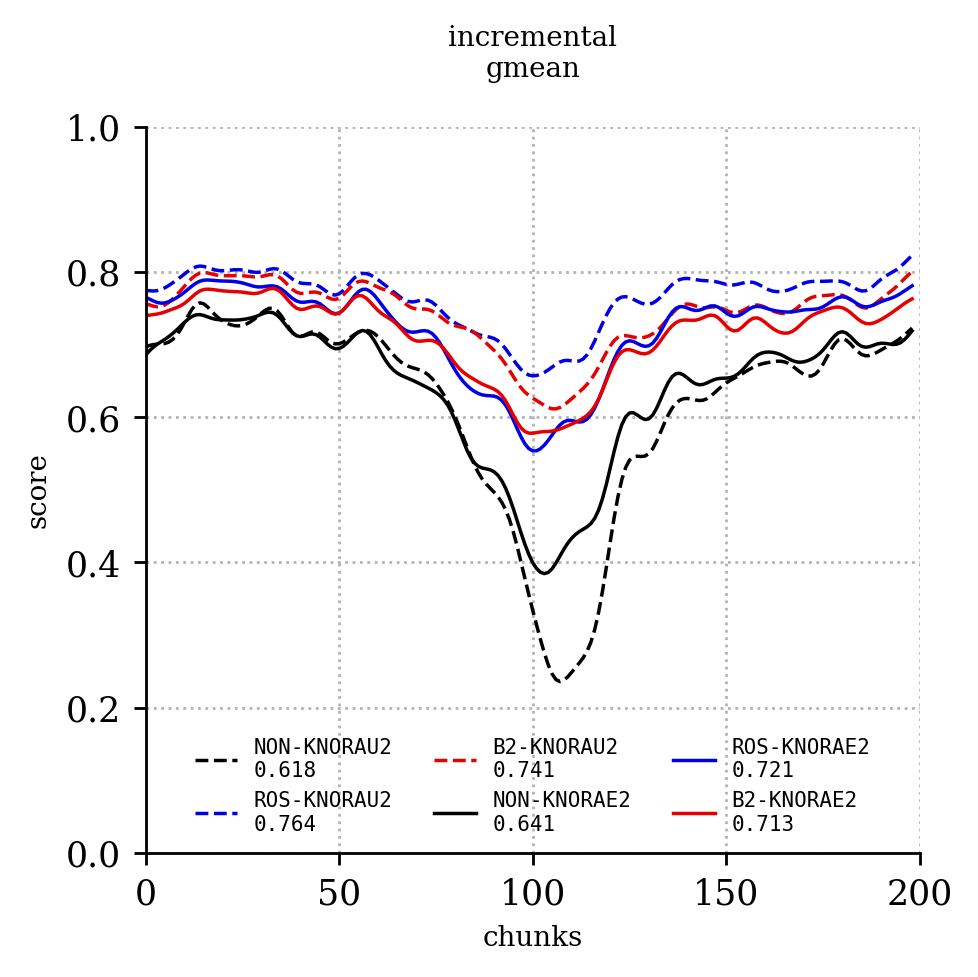 incremental
gmean
1.0
0.8
0.6
0.4
0.2
0.0
score
NON-KNORAU2
0.618
ROS-KNORAU2
0.764
B2-KNORAU2
0.741
NON-KNORAE2
0.641
ROS-KNORAE2
0.721
B2-KNORAE2
0.713
0
50
100
150
200
chunks